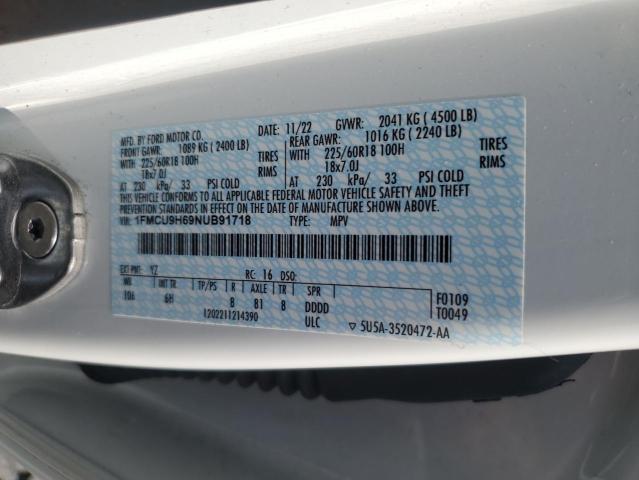 MFD. BY FORD MOTOR CO.
DATE: 11/22 GVWR: 2041 KG ( 4500 LB)
FRONT GAWR: 1089 KG ( 2400 LB)
REAR GAWR: 1016 KG ( 2240 LB)
WITH 225/60R18 100H TIRES
WITH 225/60R18 100H TIRES
18x7.0J RIMS
18x7.0J RIMS
AT 230 kPa/ 33 PSI COLD
AT 230 kPa/ 33 PSI COLD
THIS VEHICLE CONFORMS TO ALL APPLICABLE FEDERAL MOTOR VEHICLE SAFETY AND THEFT
PREVENTION STANDARDS IN EFFECT ON THE DATE OF MANUFACTURE SHOWN ABOVE.
VIN: 1FMCU9H69NUB91718 TYPE: MPV
EXT PNT: YZ RC: 16 DSO:
WB INT TR TP/PS R AXLE TR SPR
106 6H 8 81 8 DDDD
F0109
T0049
1202211214390 ULC
5U5A-3520472-AA